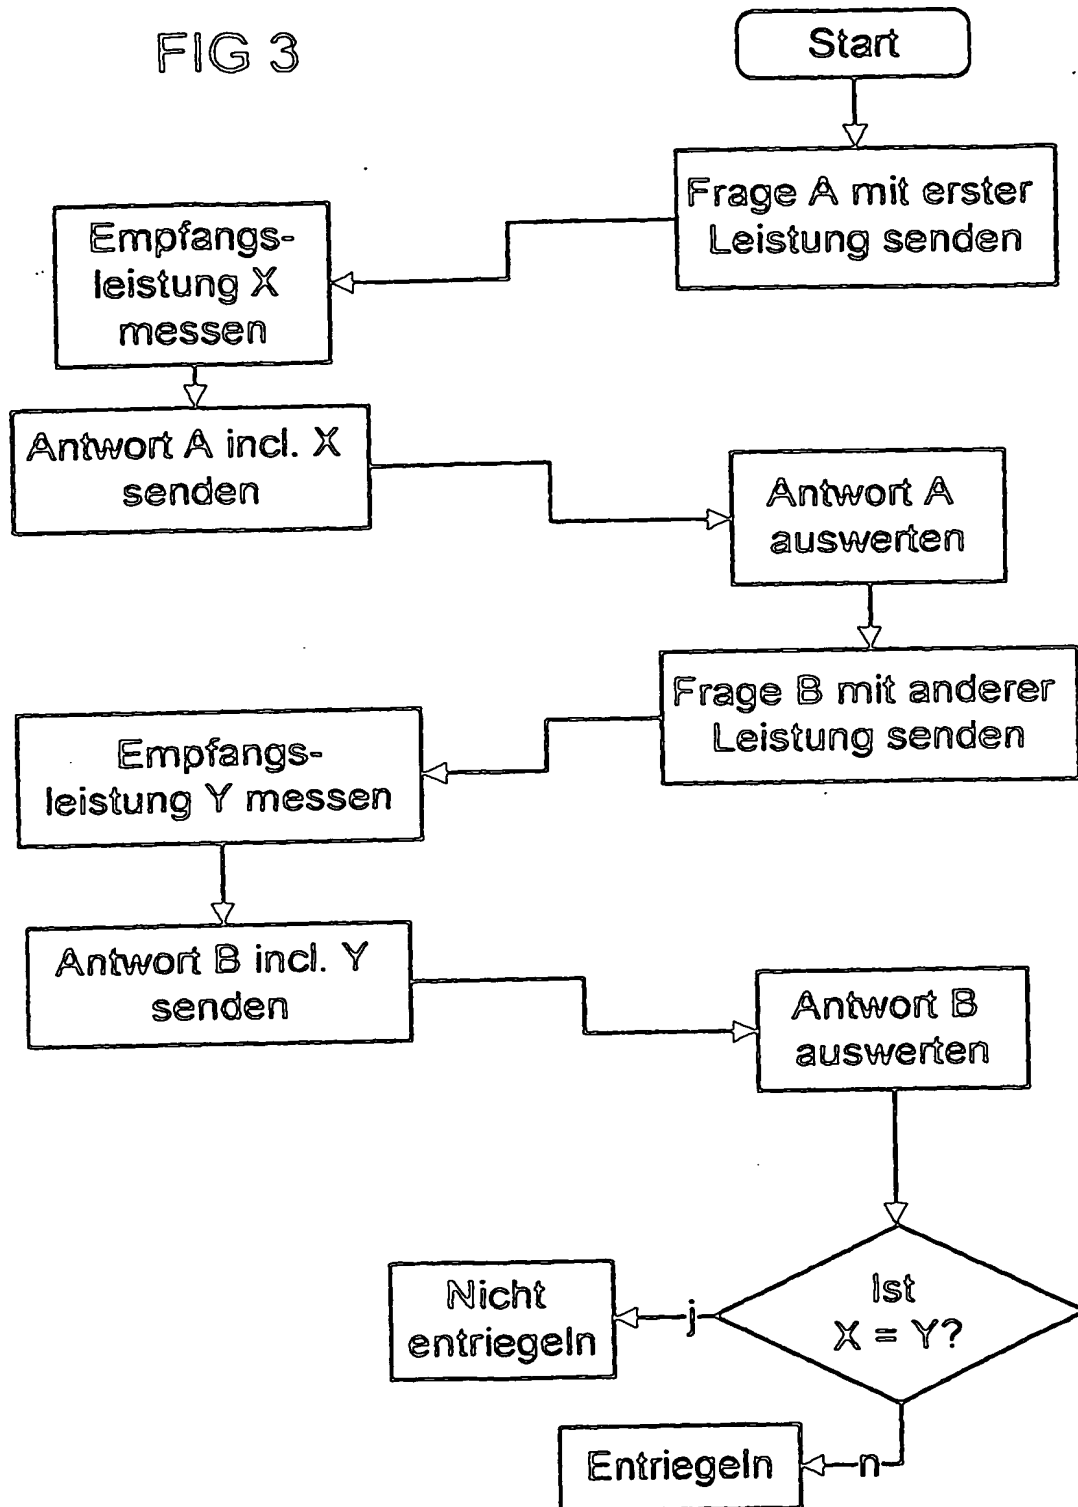 FIG 3
Start
Frage A mit erster
Leistung senden
Empfangs-
leistung X
messen
Antwort A incl. X
senden
Antwort A
auswerten
Frage B mit anderer
Leistung senden
Empfangs-
leistung Y messen
Antwort B incl. Y
senden
Antwort B
auswerten
Ist
X = Y?
j
Nicht
entriegeln
n
Entriegeln